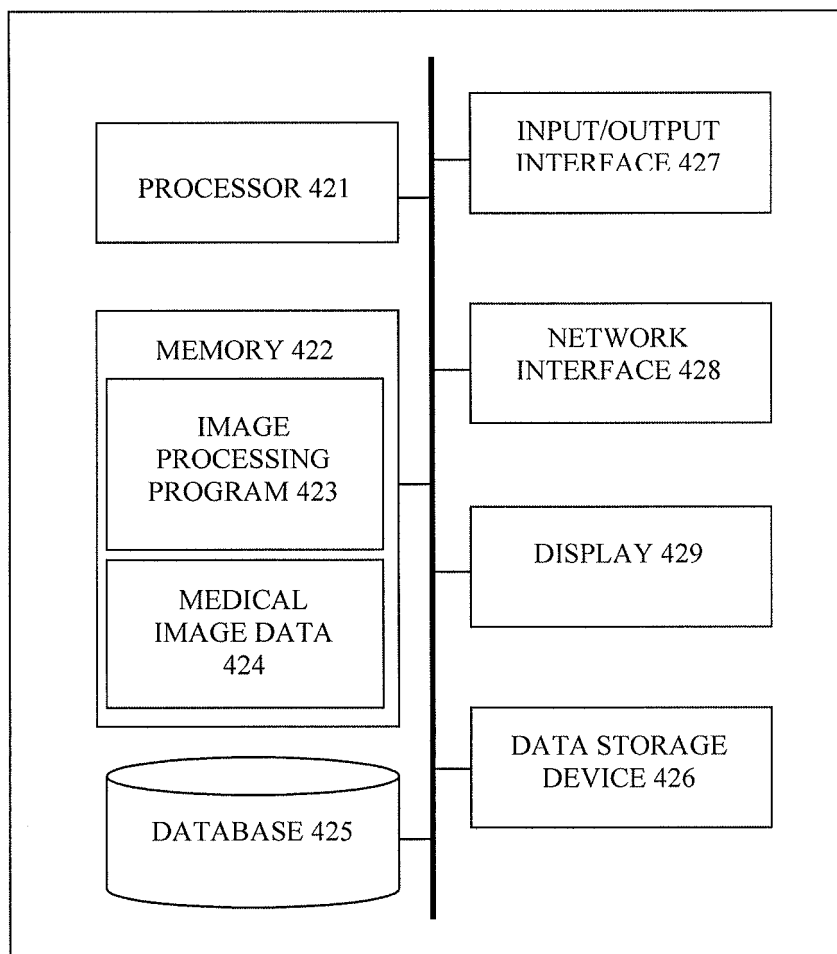 PROCESSOR 421
MEMORY 422
IMAGE
PROCESSING
PROGRAM 423
MEDICAL
IMAGE DATA
424
DATABASE 425
INPUT/OUTPUT
INTERFACE 427
NETWORK
INTERFACE 428
DISPLAY 429
DATA STORAGE
DEVICE 426